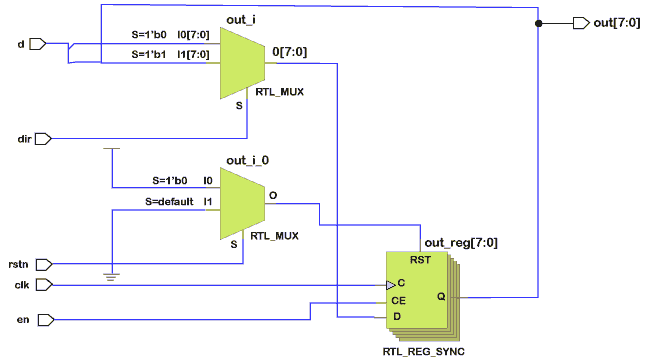 out_i
out[7:0]
S=1'b0 I0[7:0]
d
S=1'b1 I1[7:0]
0[7:0]
RTL_MUX
S
dir
out_i_0
S=1'b0 I0
O
S=default I1
RTL_MUX
S
out_reg[7:0]
RST
rstn
clk
C
Q
CE
en
D
RTL_REG_SYNC